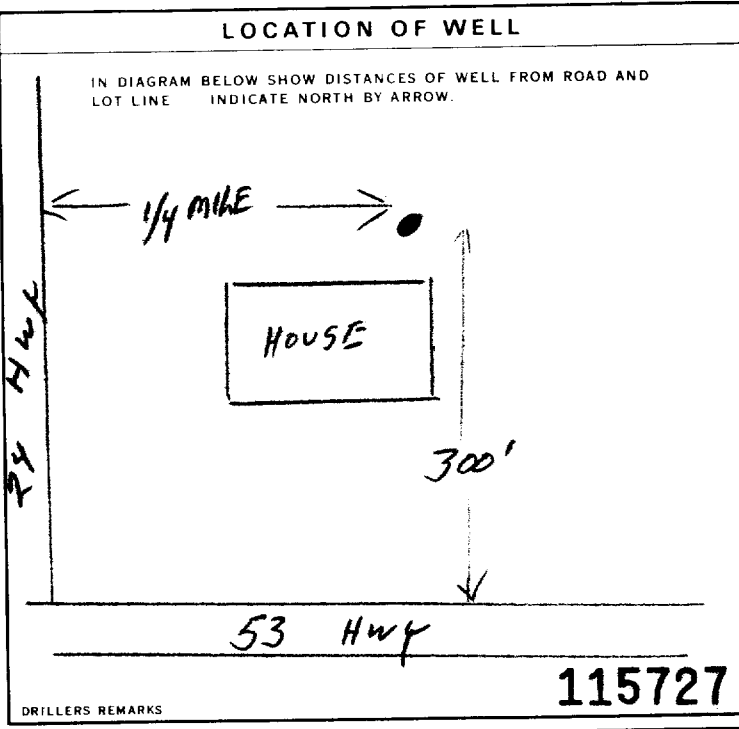 LOCATION OF WELL
IN DIAGRAM BELOW SHOW DISTANCES OF WELL FROM ROAD AND
LOT LINE INDICATE NORTH BY ARROW.
1/4 MILE
HOUSE
24 Hwy
300'
53 Hwy
115727
DRILLERS REMARKS